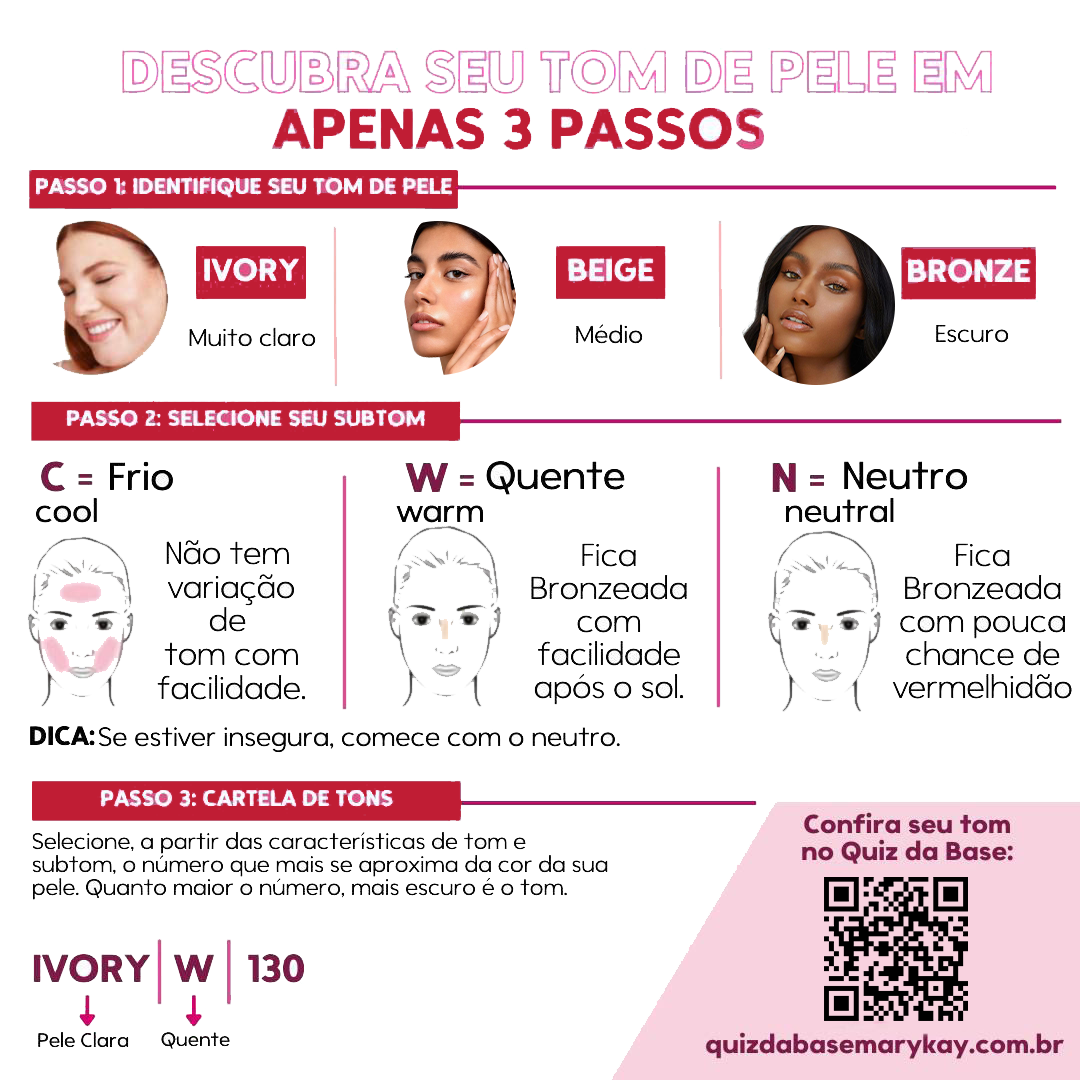 DESCUBRA SEU TOM DE PELE EM
APENAS 3 PASSOS
PASSO 1: IDENTIFIQUE SEU TOM DE PELE
IVORY
Muito claro
BEIGE
Médio
BRONZE
Escuro
PASSO 2: SELECIONE SEU SUBTOM
C = Frio
cool
Não tem
variação
de
tom com
facilidade.
W = Quente
warm
Fica
Bronzeada
com
facilidade
após o sol.
N = Neutro
neutral
Fica
Bronzeada
com pouca
chance de
vermelhidão
DICA: Se estiver insegura, comece com o neutro.
PASSO 3: CARTELA DE TONS
Selecione, a partir das características de tom e
subtom, o número que mais se aproxima da cor da sua
pele. Quanto maior o número, mais escuro é o tom.
IVORY W 130
Pele Clara Quente
Confira seu tom
no Quiz da Base:
quizdabasemarykay.com.br